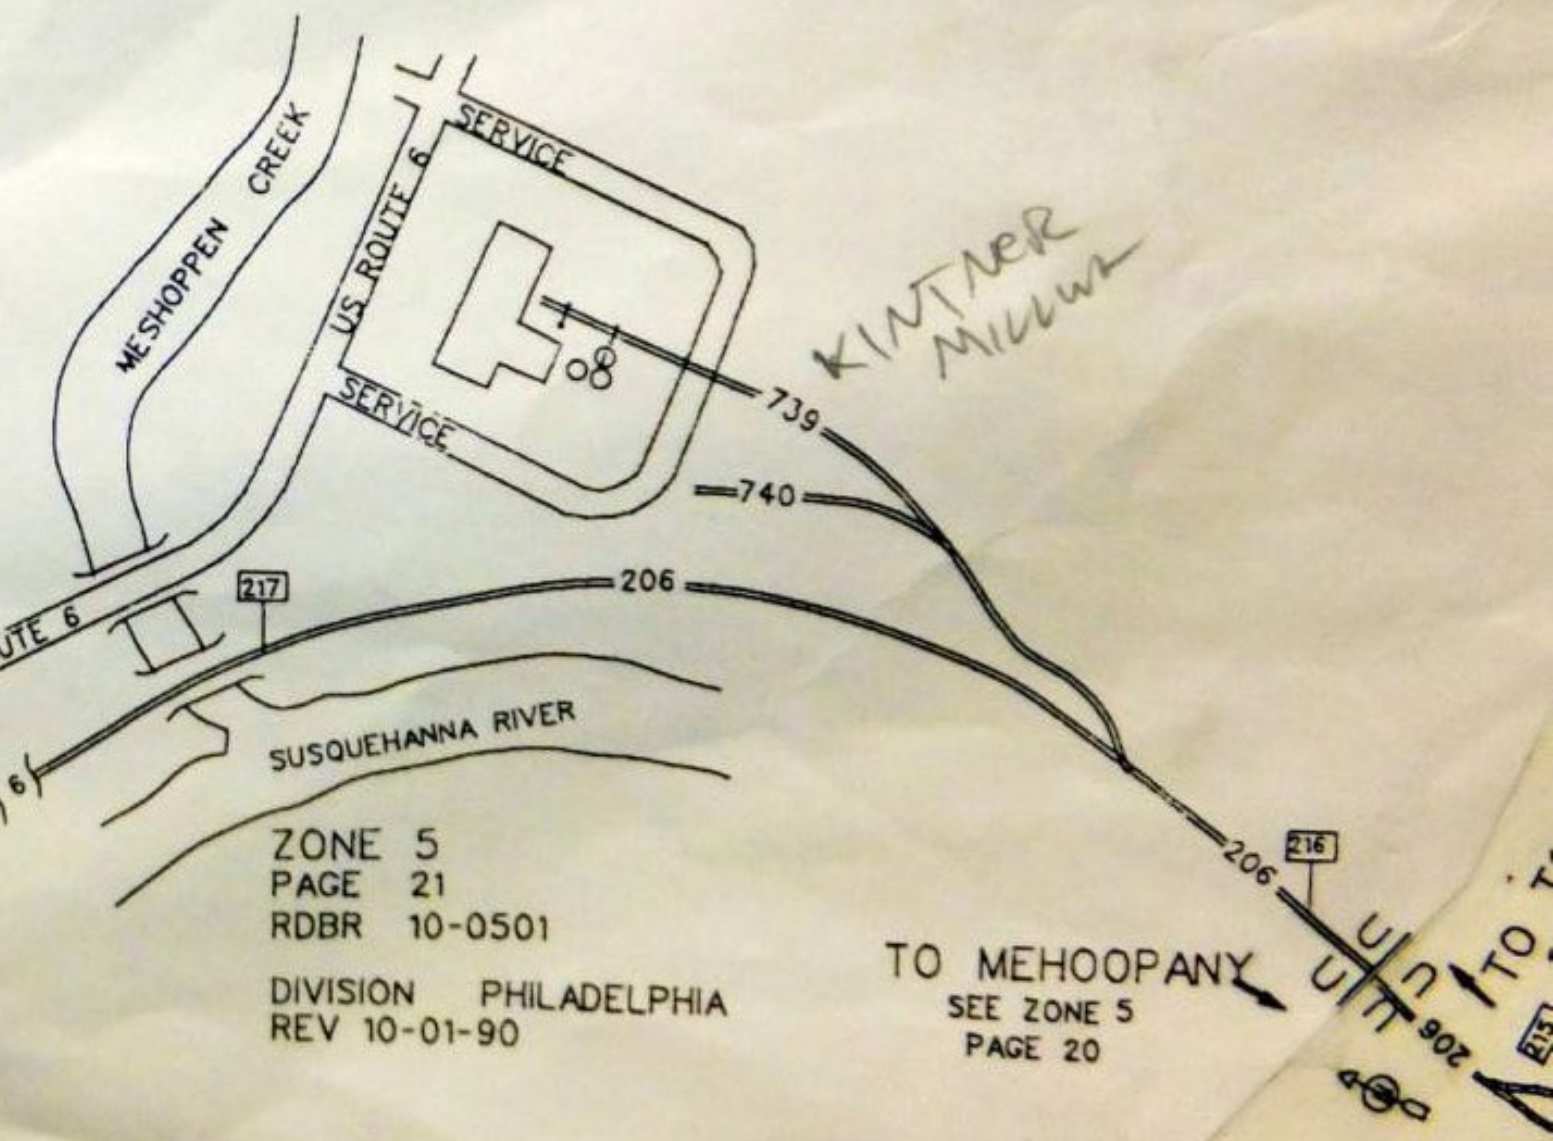 MESHOPPEN CREEK
SERVICE
US ROUTE 6
KINTNER
739
SERVICE
740
217
206
UTE 6
SUSQUEHANNA RIVER
6
ZONE 5
PAGE 21
RDBR 10-0501
DIVISION PHILADELPHIA
REV 10-01-90
206
216
TO MEHOOPANY
SEE ZONE 5
PAGE 20
TO
206
215